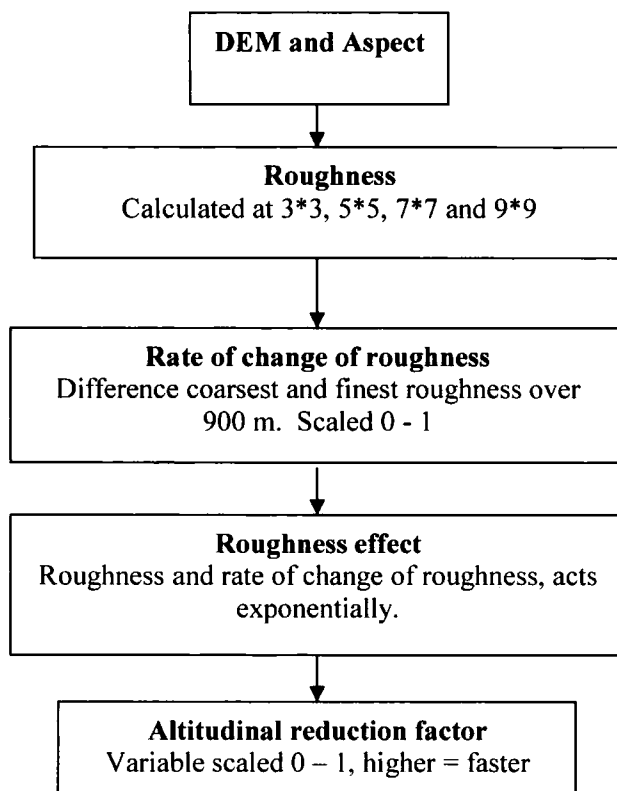 DEM and Aspect
Roughness
Calculated at 3*3, 5*5, 7*7 and 9*9
Rate of change of roughness
Difference coarsest and finest roughness over
900 m. Scaled 0 - 1
Roughness effect
Roughness and rate of change of roughness, acts
exponentially.
Altitudinal reduction factor
Variable scaled 0 – 1, higher = faster